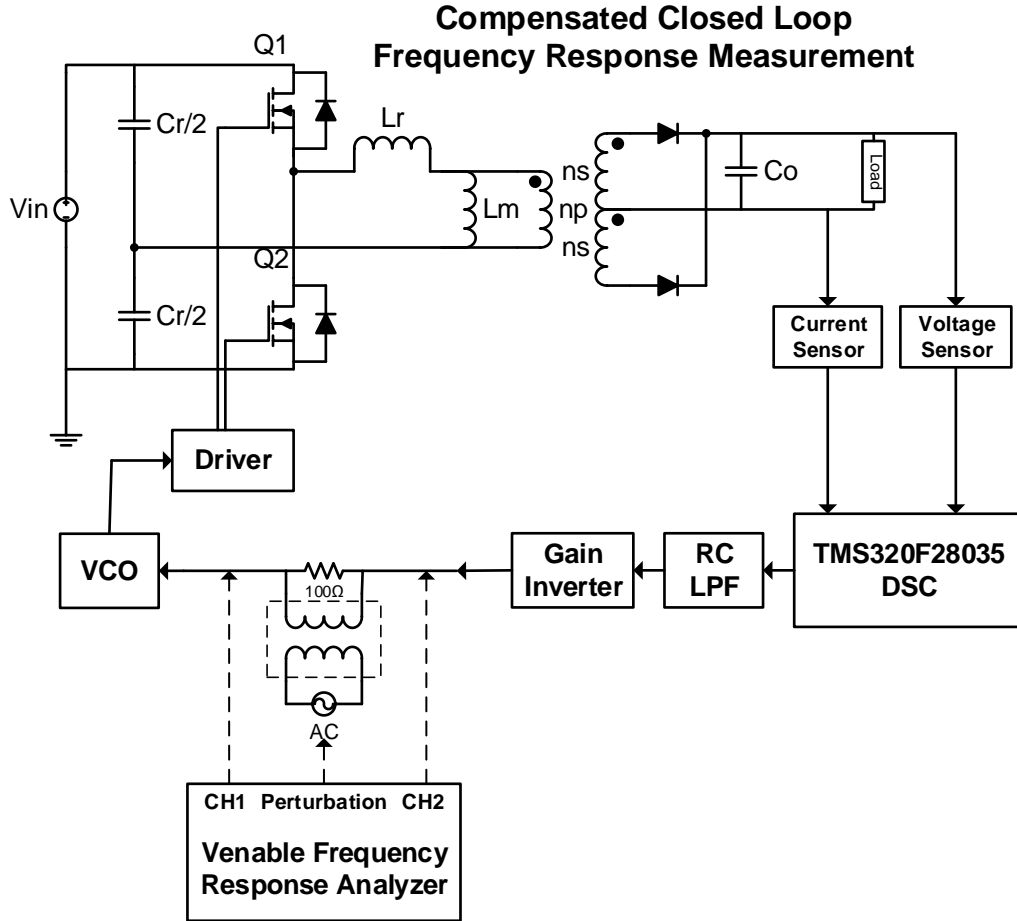 Compensated Closed Loop
Frequency Response Measurement
Q1
Cr/2
Lr
Vin
Lm
np
ns
ns
Co
Load
Q2
Cr/2
Current
Sensor
Voltage
Sensor
Driver
VCO
100Ω
Gain
Inverter
RC
LPF
TMS320F28035
DSC
AC
CH1 Perturbation CH2
Venable Frequency
Response Analyzer